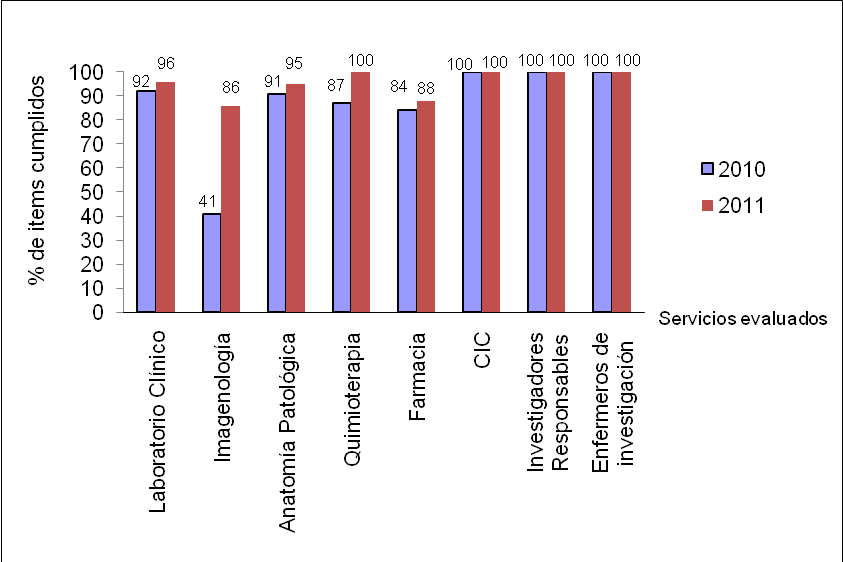 % de items cumplidos
100
90
80
70
60
50
40
30
20
10
0
92
96
41
86
91
95
87
100
84
88
100
100
100
100
100
100
Laboratorio Clínico
Imagenología
Anatomía Patológica
Quimioterapia
Farmacia
CIC
Investigadores
Responsables
Enfermeros de
investigación
Servicios evaluados
2010
2011